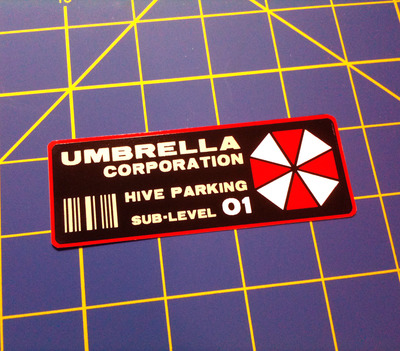 UMBRELLA
CORPORATION
HIVE PARKING
SUB-LEVEL 01